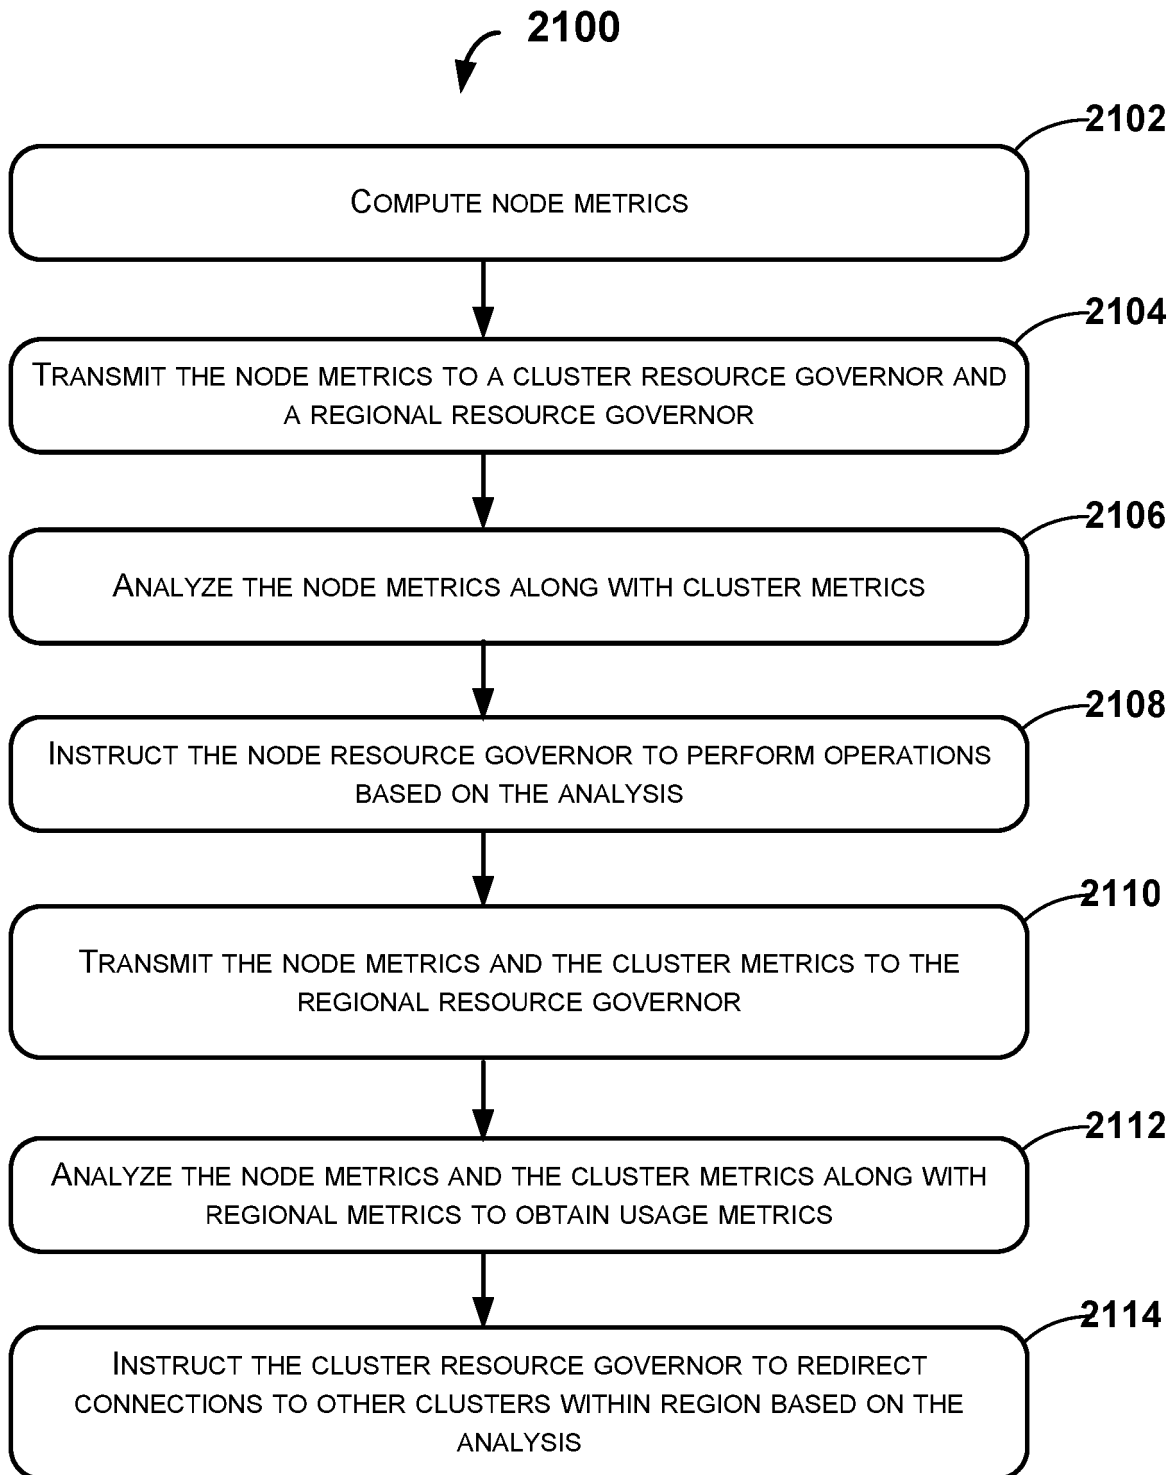 2100
2102
COMPUTE NODE METRICS
2104
TRANSMIT THE NODE METRICS TO A CLUSTER RESOURCE GOVERNOR AND
A REGIONAL RESOURCE GOVERNOR
2106
ANALYZE THE NODE METRICS ALONG WITH CLUSTER METRICS
2108
INSTRUCT THE NODE RESOURCE GOVERNOR TO PERFORM OPERATIONS
BASED ON THE ANALYSIS
2110
TRANSMIT THE NODE METRICS AND THE CLUSTER METRICS TO THE
REGIONAL RESOURCE GOVERNOR
2112
ANALYZE THE NODE METRICS AND THE CLUSTER METRICS ALONG WITH
REGIONAL METRICS TO OBTAIN USAGE METRICS
2114
INSTRUCT THE CLUSTER RESOURCE GOVERNOR TO REDIRECT
CONNECTIONS TO OTHER CLUSTERS WITHIN REGION BASED ON THE
ANALYSIS